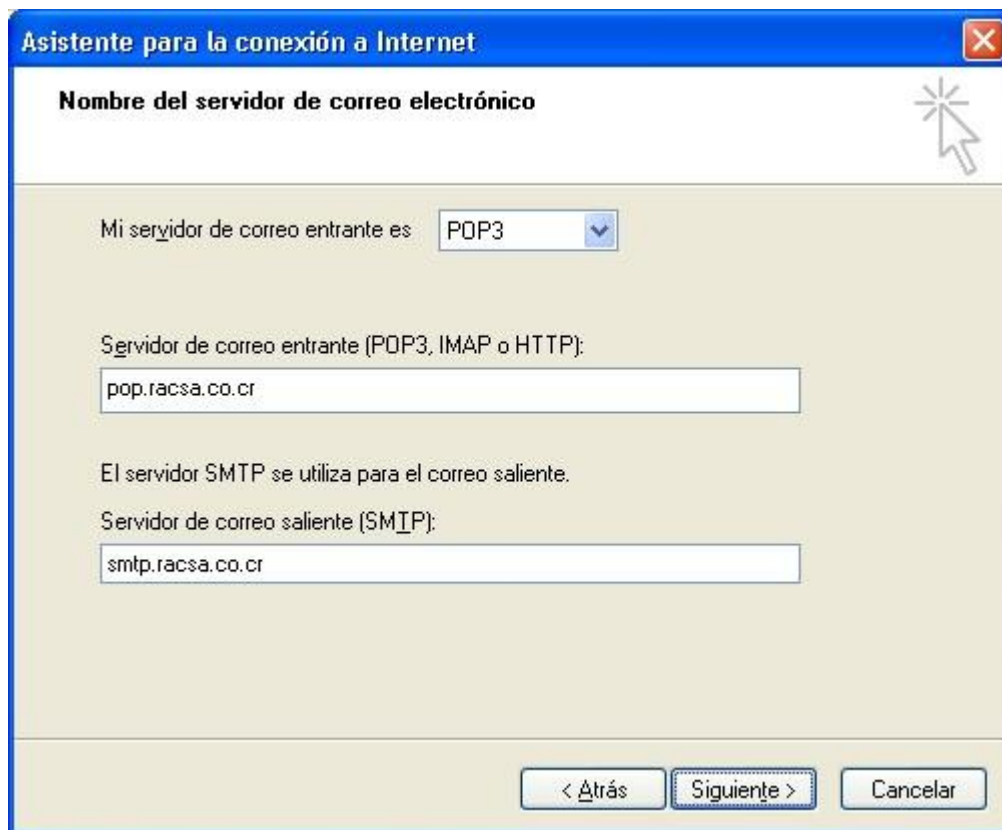 Asistente para la conexión a Internet
Nombre del servidor de correo electrónico
Mi servidor de correo entrante es POP3
Servidor de correo entrante (POP3, IMAP o HTTP):
pop.racsa.co.cr
El servidor SMTP se utiliza para el correo saliente.
Servidor de correo saliente (SMTP):
smtp.racsa.co.cr
< Atrás Siguiente > Cancelar